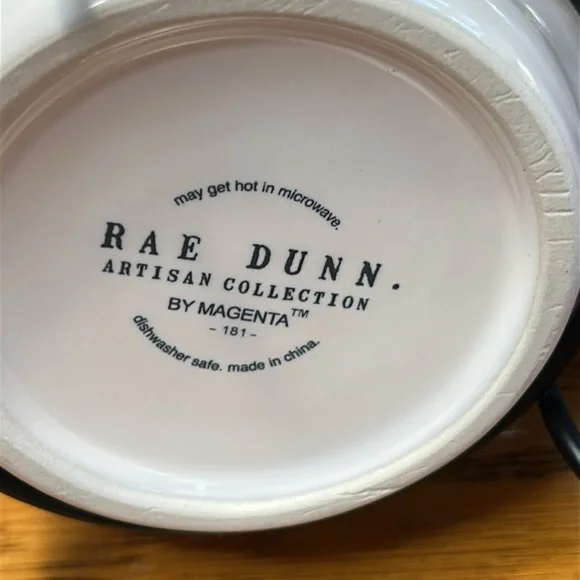 may get hot in microwave.
RAE DUNN.
ARTISAN COLLECTION
BY MAGENTA™
- 181 -
dishwasher safe. made in china.